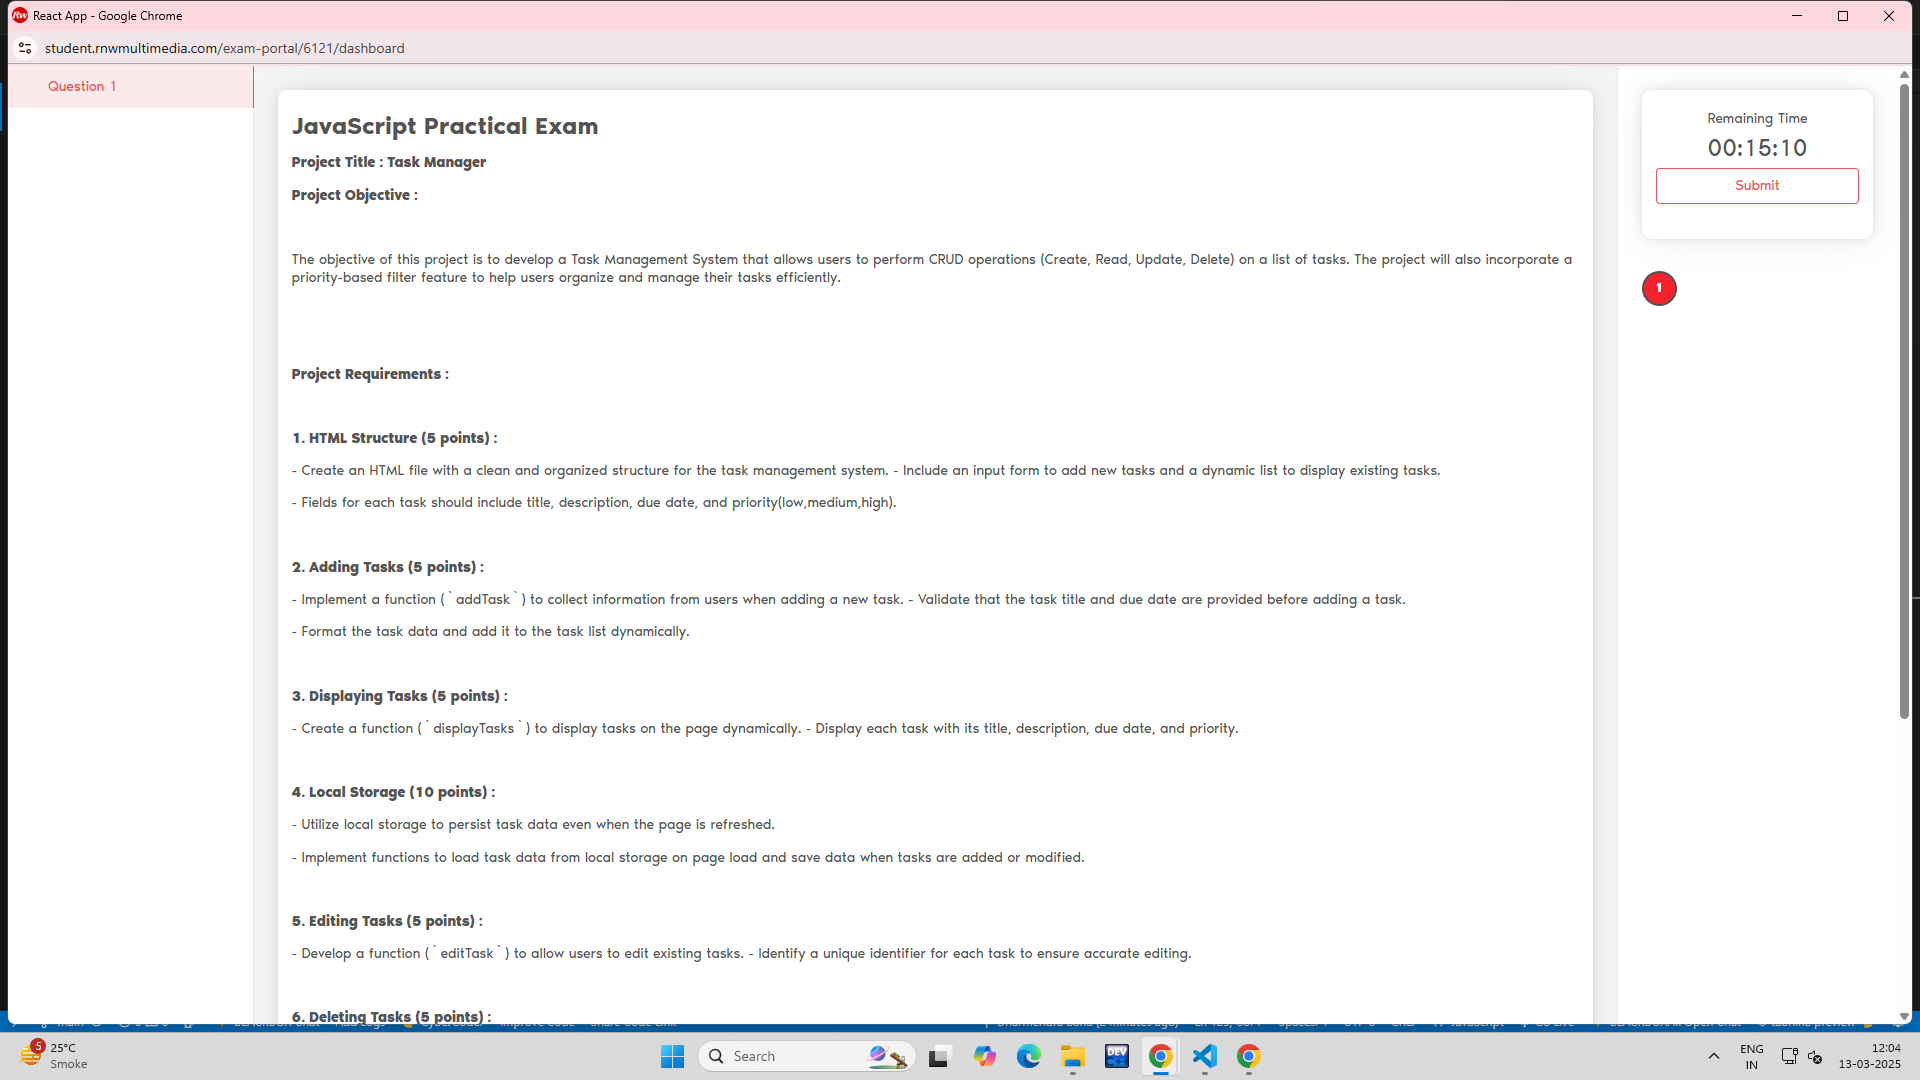 React App - Google Chrome
student.rnwmultimedia.com/exam-portal/6121/dashboard
Question 1
JavaScript Practical Exam
Project Title : Task Manager
Project Objective :
The objective of this project is to develop a Task Management System that allows users to perform CRUD operations (Create, Read, Update, Delete) on a list of tasks. The project will also incorporate a
priority-based filter feature to help users organize and manage their tasks efficiently.
Project Requirements :
1. HTML Structure (5 points) :
- Create an HTML file with a clean and organized structure for the task management system. - Include an input form to add new tasks and a dynamic list to display existing tasks.
- Fields for each task should include title, description, due date, and priority(low,medium,high).
2. Adding Tasks (5 points) :
- Implement a function (`addTask`) to collect information from users when adding a new task. - Validate that the task title and due date are provided before adding a task.
- Format the task data and add it to the task list dynamically.
3. Displaying Tasks (5 points) :
- Create a function (`displayTasks`) to display tasks on the page dynamically. - Display each task with its title, description, due date, and priority.
4. Local Storage (10 points) :
- Utilize local storage to persist task data even when the page is refreshed.
- Implement functions to load task data from local storage on page load and save data when tasks are added or modified.
5. Editing Tasks (5 points) :
- Develop a function (`editTask`) to allow users to edit existing tasks. - Identify a unique identifier for each task to ensure accurate editing.
6. Deleting Tasks (5 points) :
Remaining Time
00:15:10
Submit
1
5
25°C
Smoke
Search
DEV
ENG
IN
12:04
13-03-2025